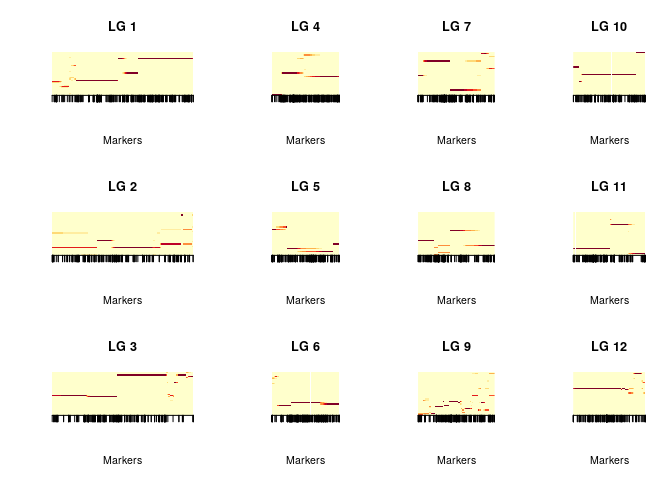 LG 1
LG 4
LG 7
LG 10
Markers
Markers
Markers
Markers
LG 2
LG 5
LG 8
LG 11
Markers
Markers
Markers
Markers
LG 3
LG 6
LG 9
LG 12
Markers
Markers
Markers
Markers